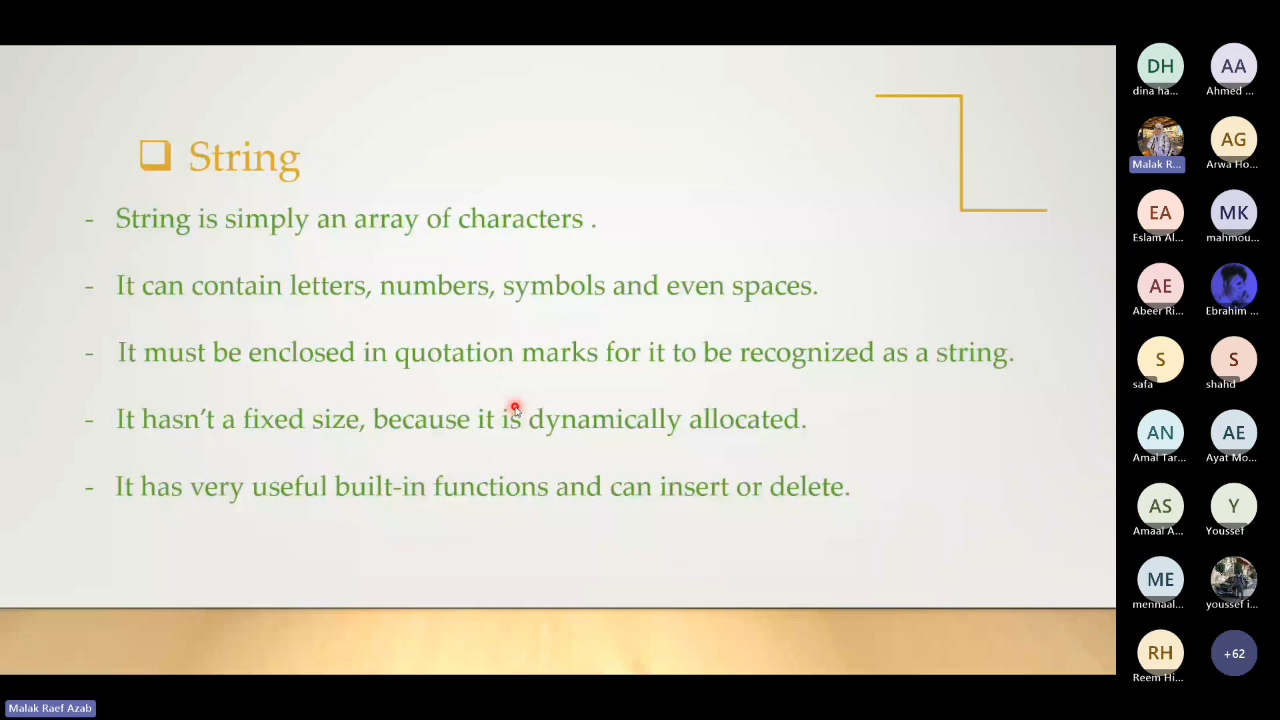 String
- String is simply an array of characters .
- It can contain letters, numbers, symbols and even spaces.
- It must be enclosed in quotation marks for it to be recognized as a string.
- It hasn't a fixed size, because it is dynamically allocated.
- It has very useful built-in functions and can insert or delete.
DH
dina ha...
AA
Ahmed ...
Malak R...
AG
Arwa Ho...
EA
Eslam Al...
MK
mahmou...
AE
Abeer Ri...
Ebrahim ...
S
safa
S
shahd
AN
Amal Tar...
AE
Ayat Mo...
AS
Amaal A...
Y
Youssef
ME
mennaal...
youssef i...
RH
Reem Hi...
+62
Malak Raef Azab